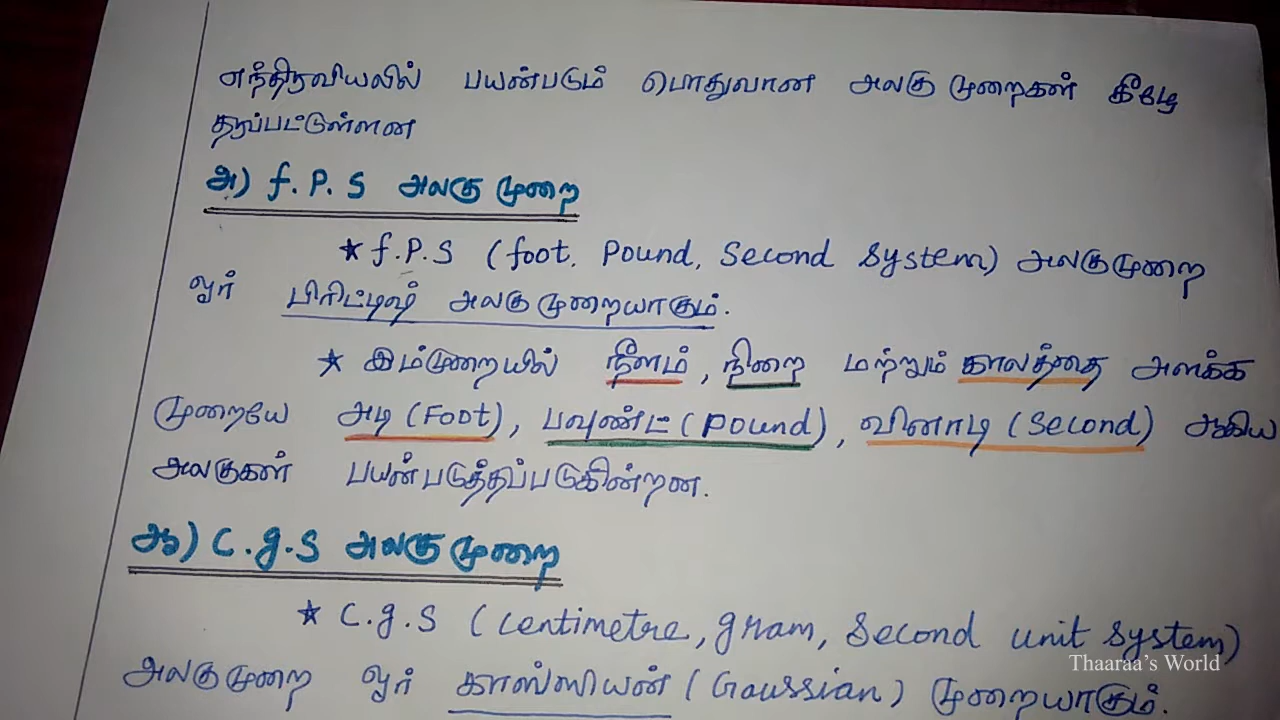 எந்திரவியலில் பயன்படும் பொதுவான அலகு முறைகள் கீழே
தரப்பட்டுள்ளன
அ) f.P.S அலகு முறை
* f.P.S (foot, Pound, Second System) அலகுமுறை
ஓர் பிரிட்டிஷ் அலகு முறையாகும்.
* இம்முறையில் நீளம், நிறை மற்றும் காலத்தை அளக்க
முறையே அடி (Foot), பவுண்ட் (pound), வினாடி (Second) ஆகிய
அலகுகள் பயன்படுத்தப்படுகின்றன.
ஆ) C.g.S அலகு முறை
* C.g.S (Centimetre, gram, Second unit System)
Thaaraa's World
அலகுமுறை ஓர் காஸ்ஸியன் (Gaussian) முறையாகும்.